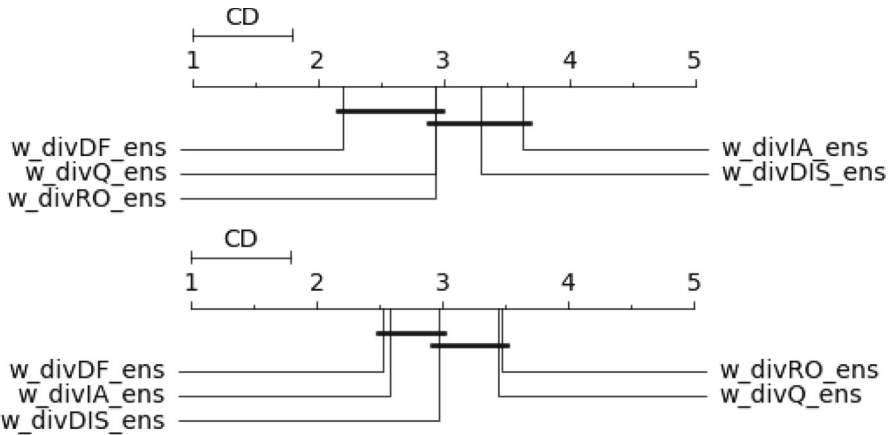 CD
1 2 3 4 5
w_divDF_ens w_divIA_ens
w_divQ_ens w_divDIS_ens
w_divRO_ens
CD
1 2 3 4 5
w_divDF_ens w_divRO_ens
w_divIA_ens w_divQ_ens
w_divDIS_ens